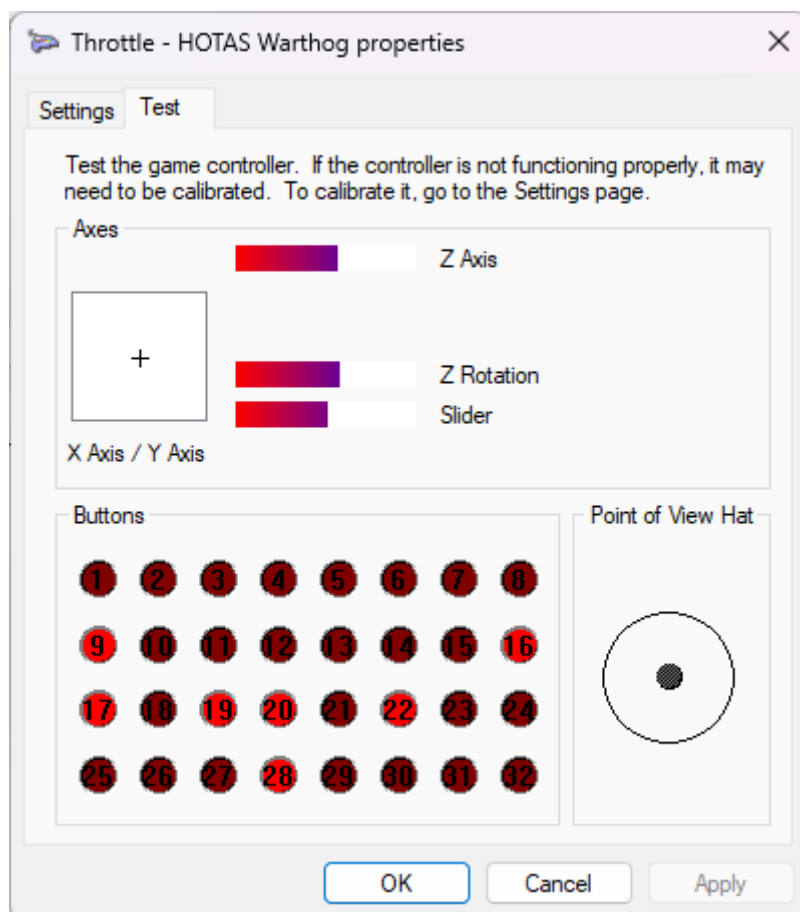 Throttle - HOTAS Warthog properties
Settings
Test
Test the game controller.  If the controller is not functioning properly, it may
need to be calibrated.  To calibrate it, go to the Settings page.
Axes
Z Axis
Z Rotation
Slider
X Axis / Y Axis
Buttons
1 2 3 4 5 6 7 8
9 10 11 12 13 14 15 16
17 18 19 20 21 22 23 24
25 26 27 28 29 30 31 32
Point of View Hat
OK
Cancel
Apply